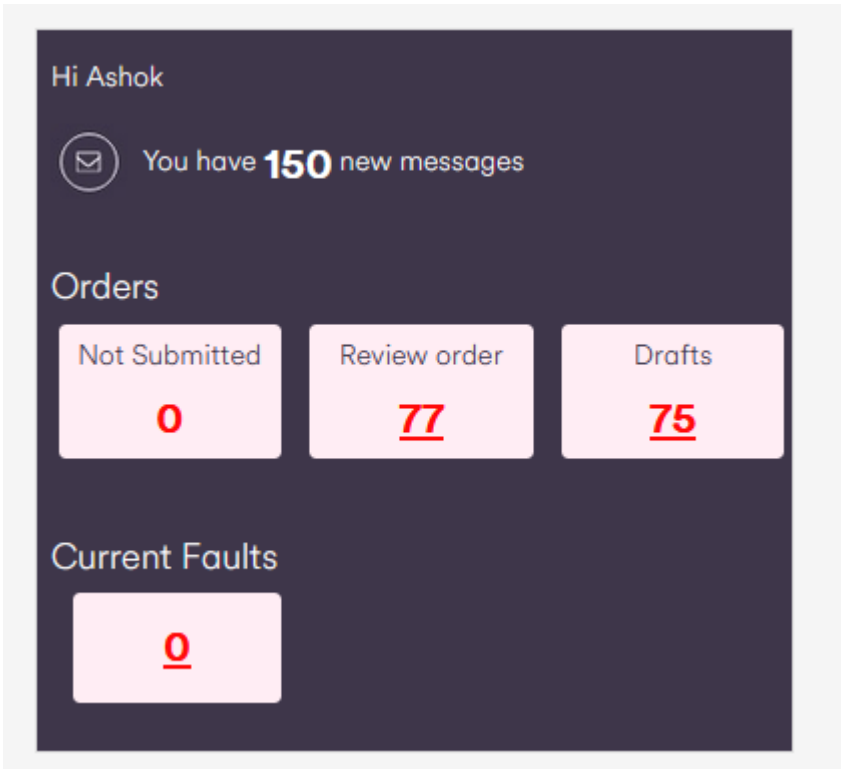 Hi Ashok
You have 150 new messages
Orders
Not Submitted Review order Drafts
0 77 75
Current Faults
0